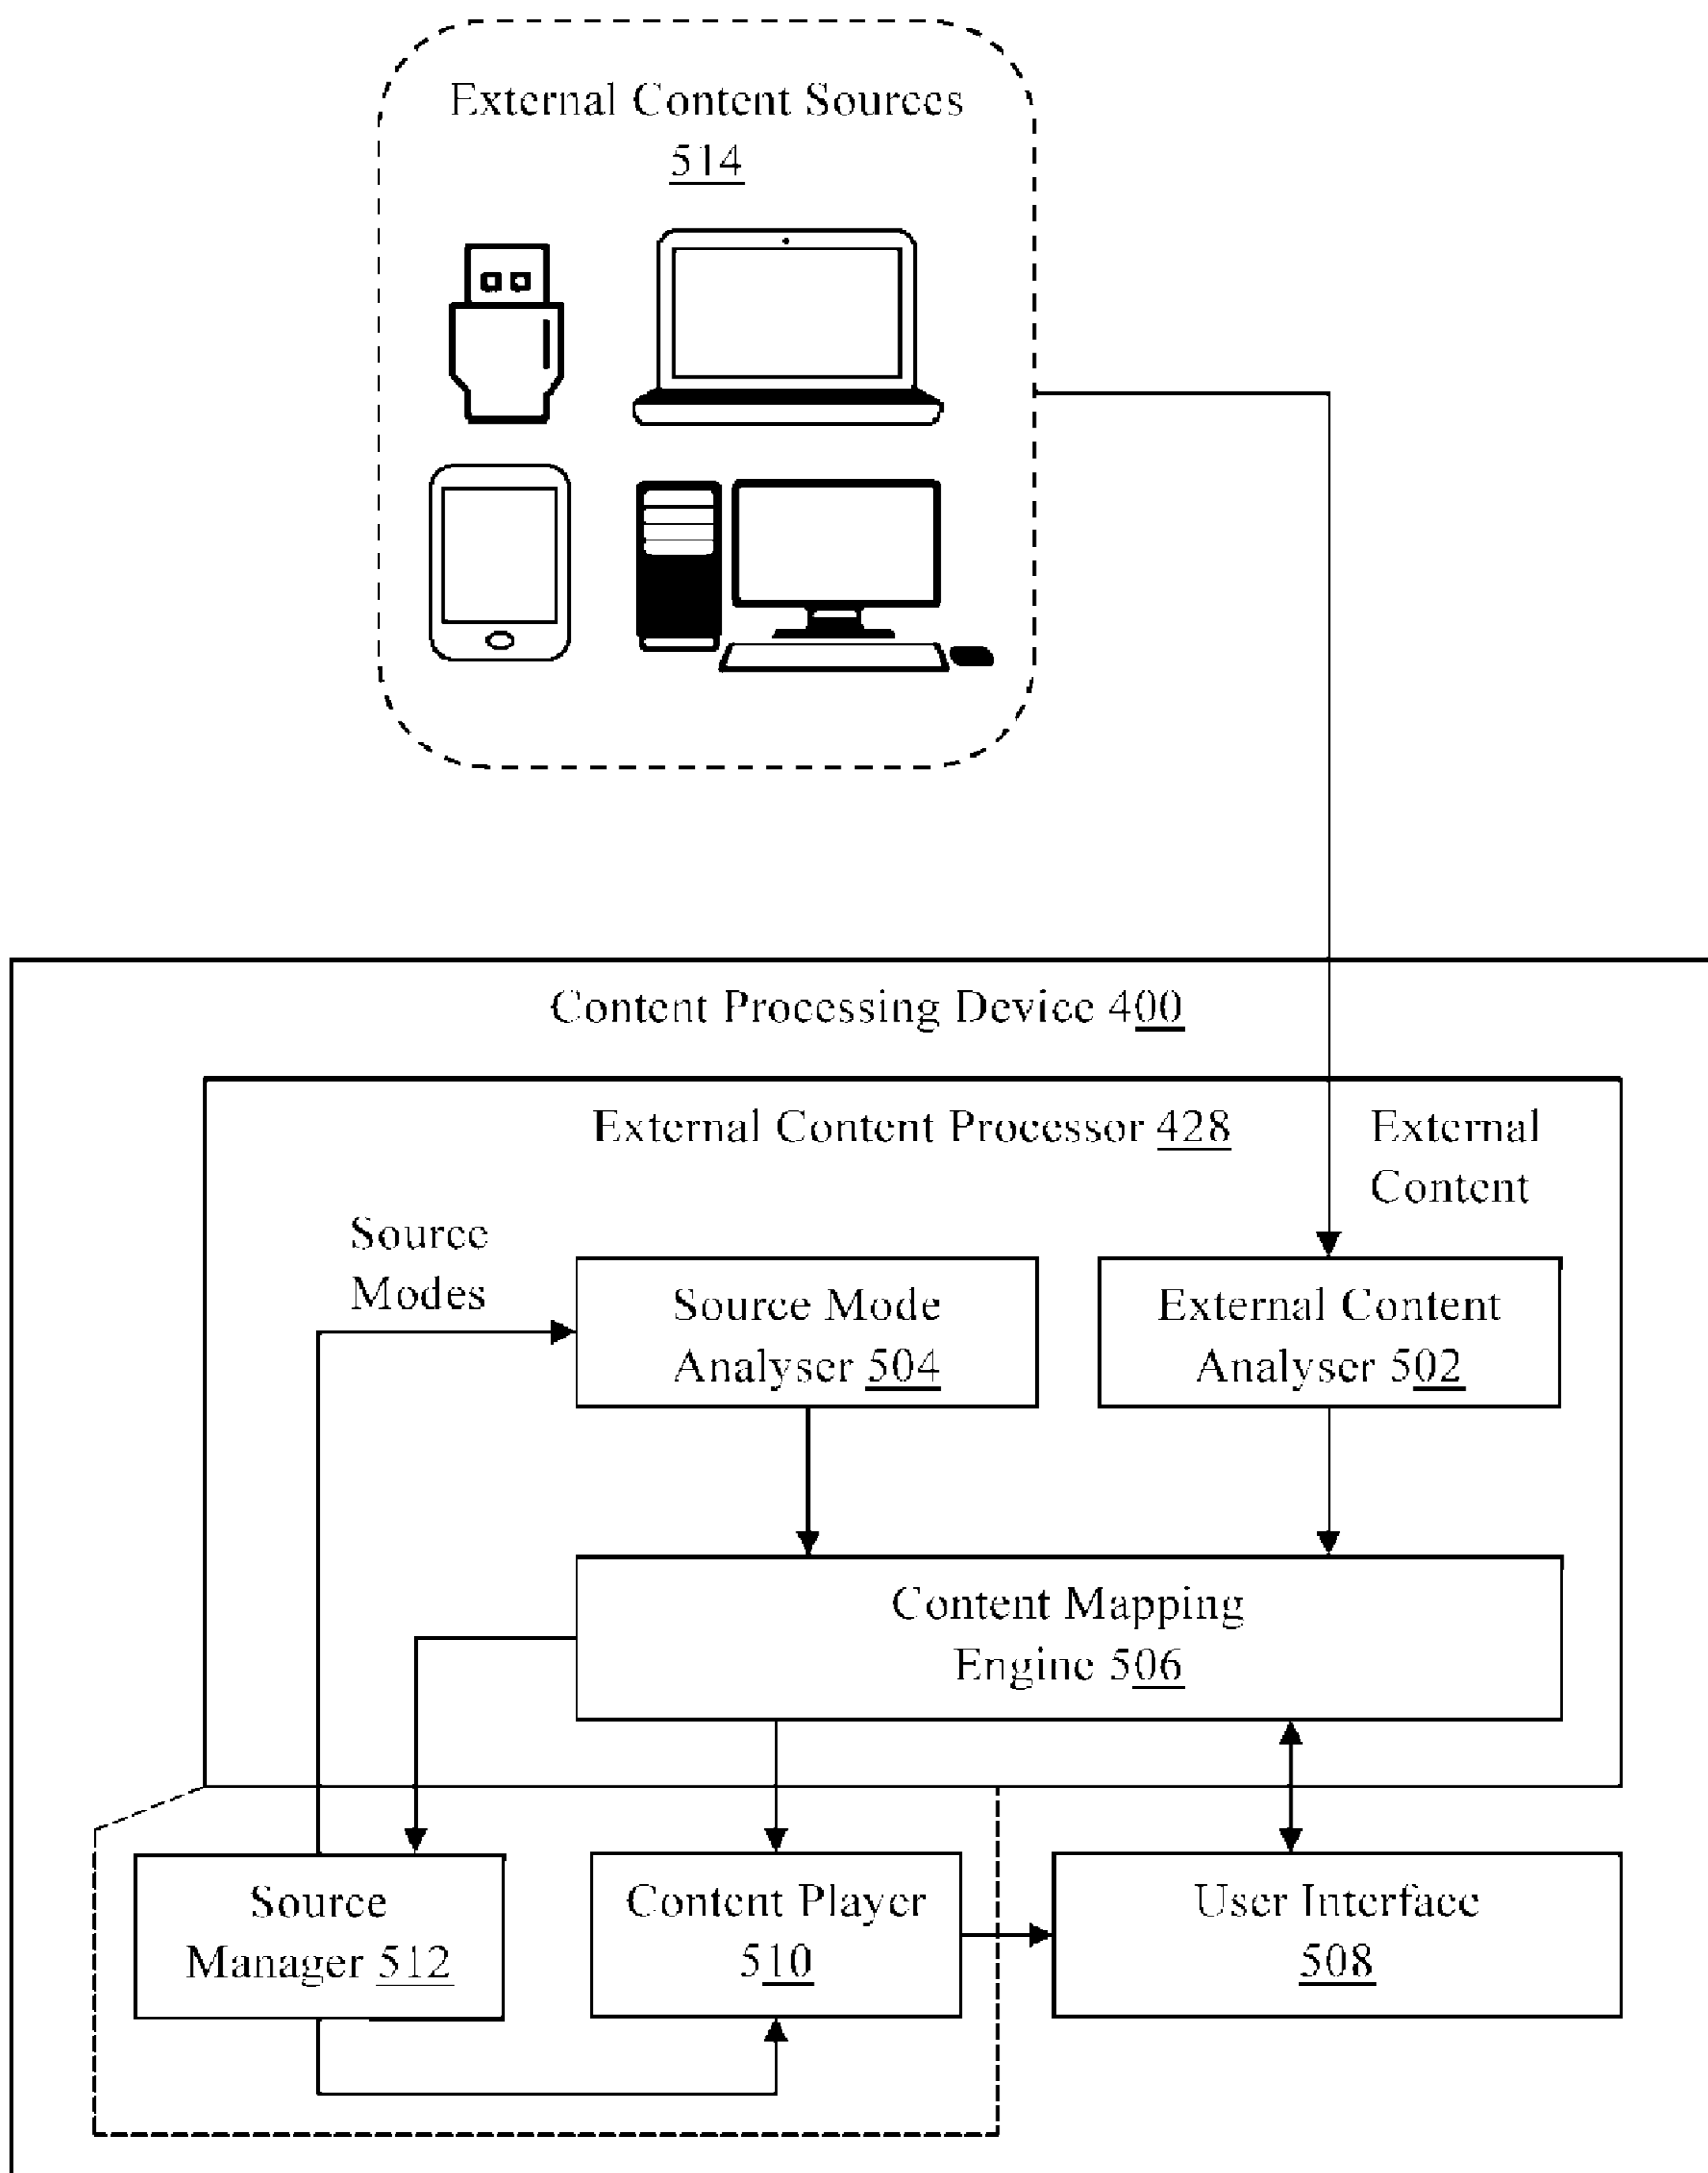 External Content Sources
514
Content Processing Device 400
External Content Processor 428
External
Content
Source
Modes
Source Mode
Analyser 504
External Content
Analyser 502
Content Mapping
Engine 506
Source
Manager 512
Content Player
510
User Interface
508